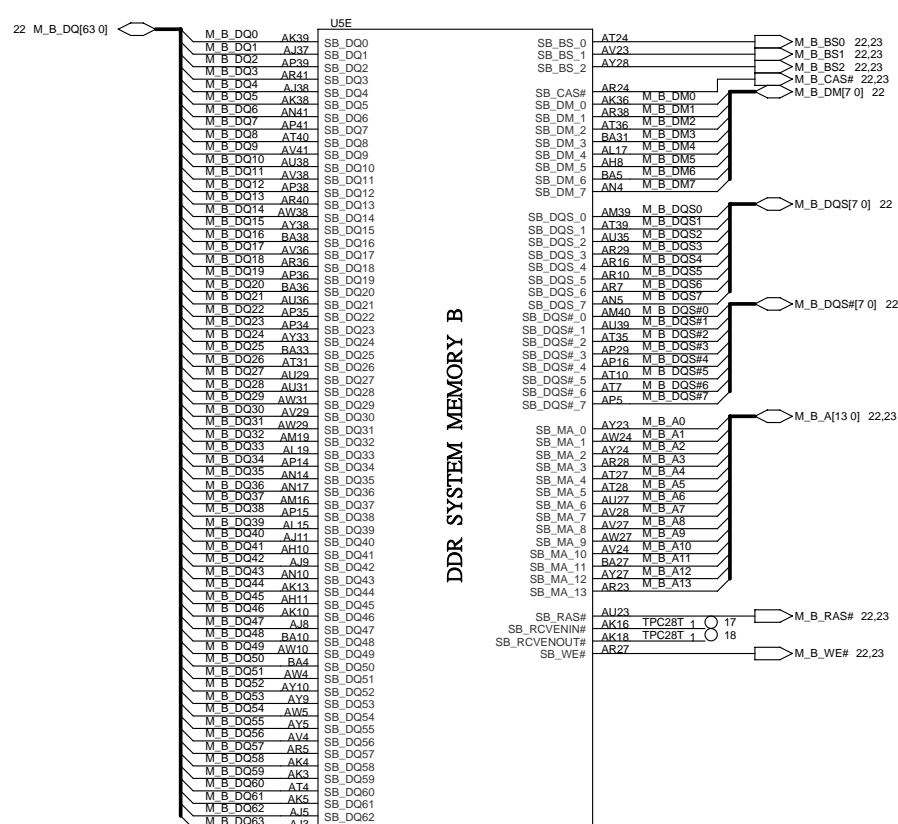 U5E
22 M_B_DQ[63 0]
M_B_DQ0 AK39 SB_DQ0
M_B_DQ1 AJ37 SB_DQ1
M_B_DQ2 AP39 SB_DQ2
M_B_DQ3 AR41 SB_DQ3
M_B_DQ4 AJ38 SB_DQ4
M_B_DQ5 AK38 SB_DQ5
M_B_DQ6 AN41 SB_DQ6
M_B_DQ7 AP41 SB_DQ7
M_B_DQ8 AT40 SB_DQ8
M_B_DQ9 AV41 SB_DQ9
M_B_DQ10 AU38 SB_DQ10
M_B_DQ11 AV38 SB_DQ11
M_B_DQ12 AP38 SB_DQ12
M_B_DQ13 AR40 SB_DQ13
M_B_DQ14 AW38 SB_DQ14
M_B_DQ15 AY38 SB_DQ15
M_B_DQ16 BA38 SB_DQ16
M_B_DQ17 AV36 SB_DQ17
M_B_DQ18 AR36 SB_DQ18
M_B_DQ19 AP36 SB_DQ19
M_B_DQ20 BA36 SB_DQ20
M_B_DQ21 AU36 SB_DQ21
M_B_DQ22 AP35 SB_DQ22
M_B_DQ23 AP34 SB_DQ23
M_B_DQ24 AY33 SB_DQ24
M_B_DQ25 BA33 SB_DQ25
M_B_DQ26 AT31 SB_DQ26
M_B_DQ27 AU29 SB_DQ27
M_B_DQ28 AU31 SB_DQ28
M_B_DQ29 AW31 SB_DQ29
M_B_DQ30 AV29 SB_DQ30
M_B_DQ31 AW29 SB_DQ31
M_B_DQ32 AM19 SB_DQ32
M_B_DQ33 AL19 SB_DQ33
M_B_DQ34 AP14 SB_DQ34
M_B_DQ35 AN14 SB_DQ35
M_B_DQ36 AN17 SB_DQ36
M_B_DQ37 AM16 SB_DQ37
M_B_DQ38 AP15 SB_DQ38
M_B_DQ39 AL15 SB_DQ39
M_B_DQ40 AJ11 SB_DQ40
M_B_DQ41 AH10 SB_DQ41
M_B_DQ42 AJ9 SB_DQ42
M_B_DQ43 AN10 SB_DQ43
M_B_DQ44 AK13 SB_DQ44
M_B_DQ45 AH11 SB_DQ45
M_B_DQ46 AK10 SB_DQ46
M_B_DQ47 AJ8 SB_DQ47
M_B_DQ48 BA10 SB_DQ48
M_B_DQ49 AW10 SB_DQ49
M_B_DQ50 BA4 SB_DQ50
M_B_DQ51 AW4 SB_DQ51
M_B_DQ52 AY10 SB_DQ52
M_B_DQ53 AY9 SB_DQ53
M_B_DQ54 AW5 SB_DQ54
M_B_DQ55 AY5 SB_DQ55
M_B_DQ56 AV4 SB_DQ56
M_B_DQ57 AR5 SB_DQ57
M_B_DQ58 AK4 SB_DQ58
M_B_DQ59 AK3 SB_DQ59
M_B_DQ60 AT4 SB_DQ60
M_B_DQ61 AK5 SB_DQ61
M_B_DQ62 AJ5 SB_DQ62
M_B_DQ63 AJ3
DDR SYSTEM MEMORY B
SB_BS_0 AT24 M_B_BS0 22,23
SB_BS_1 AV23 M_B_BS1 22,23
SB_BS_2 AY28 M_B_BS2 22,23
SB_CAS# AR24 M_B_CAS# 22,23
SB_DM_0 AK36 M_B_DM0 M_B_DM[7 0] 22
SB_DM_1 AR38 M_B_DM1
SB_DM_2 AT36 M_B_DM2
SB_DM_3 BA31 M_B_DM3
SB_DM_4 AL17 M_B_DM4
SB_DM_5 AH8 M_B_DM5
SB_DM_6 BA5 M_B_DM6
SB_DM_7 AN4 M_B_DM7
SB_DQS_0 AM39 M_B_DQS0 M_B_DQS[7 0] 22
SB_DQS_1 AT39 M_B_DQS1
SB_DQS_2 AU35 M_B_DQS2
SB_DQS_3 AR29 M_B_DQS3
SB_DQS_4 AR16 M_B_DQS4
SB_DQS_5 AR10 M_B_DQS5
SB_DQS_6 AR7 M_B_DQS6
SB_DQS_7 AN5 M_B_DQS7
SB_DQS#_0 AM40 M_B_DQS#0 M_B_DQS#[7 0] 22
SB_DQS#_1 AU39 M_B_DQS#1
SB_DQS#_2 AT35 M_B_DQS#2
SB_DQS#_3 AP29 M_B_DQS#3
SB_DQS#_4 AP16 M_B_DQS#4
SB_DQS#_5 AT10 M_B_DQS#5
SB_DQS#_6 AT7 M_B_DQS#6
SB_DQS#_7 AP5 M_B_DQS#7
SB_MA_0 AY23 M_B_A0 M_B_A[13 0] 22,23
SB_MA_1 AW24 M_B_A1
SB_MA_2 AY24 M_B_A2
SB_MA_3 AR28 M_B_A3
SB_MA_4 AT27 M_B_A4
SB_MA_5 AT28 M_B_A5
SB_MA_6 AU27 M_B_A6
SB_MA_7 AV28 M_B_A7
SB_MA_8 AV27 M_B_A8
SB_MA_9 AW27 M_B_A9
SB_MA_10 AV24 M_B_A10
SB_MA_11 BA27 M_B_A11
SB_MA_12 AY27 M_B_A12
SB_MA_13 AR23 M_B_A13
SB_RAS# AU23 M_B_RAS# 22,23
SB_RCVENIN# AK16 TPC28T 1 17
SB_RCVENOUT# AK18 TPC28T 1 18
SB_WE# AR27 M_B_WE# 22,23